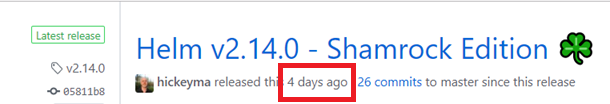 Latest release
Helm v2.14.0 - Shamrock Edition
v2.14.0
hickeyma released this 4 days ago 26 commits to master since this release
05811b8